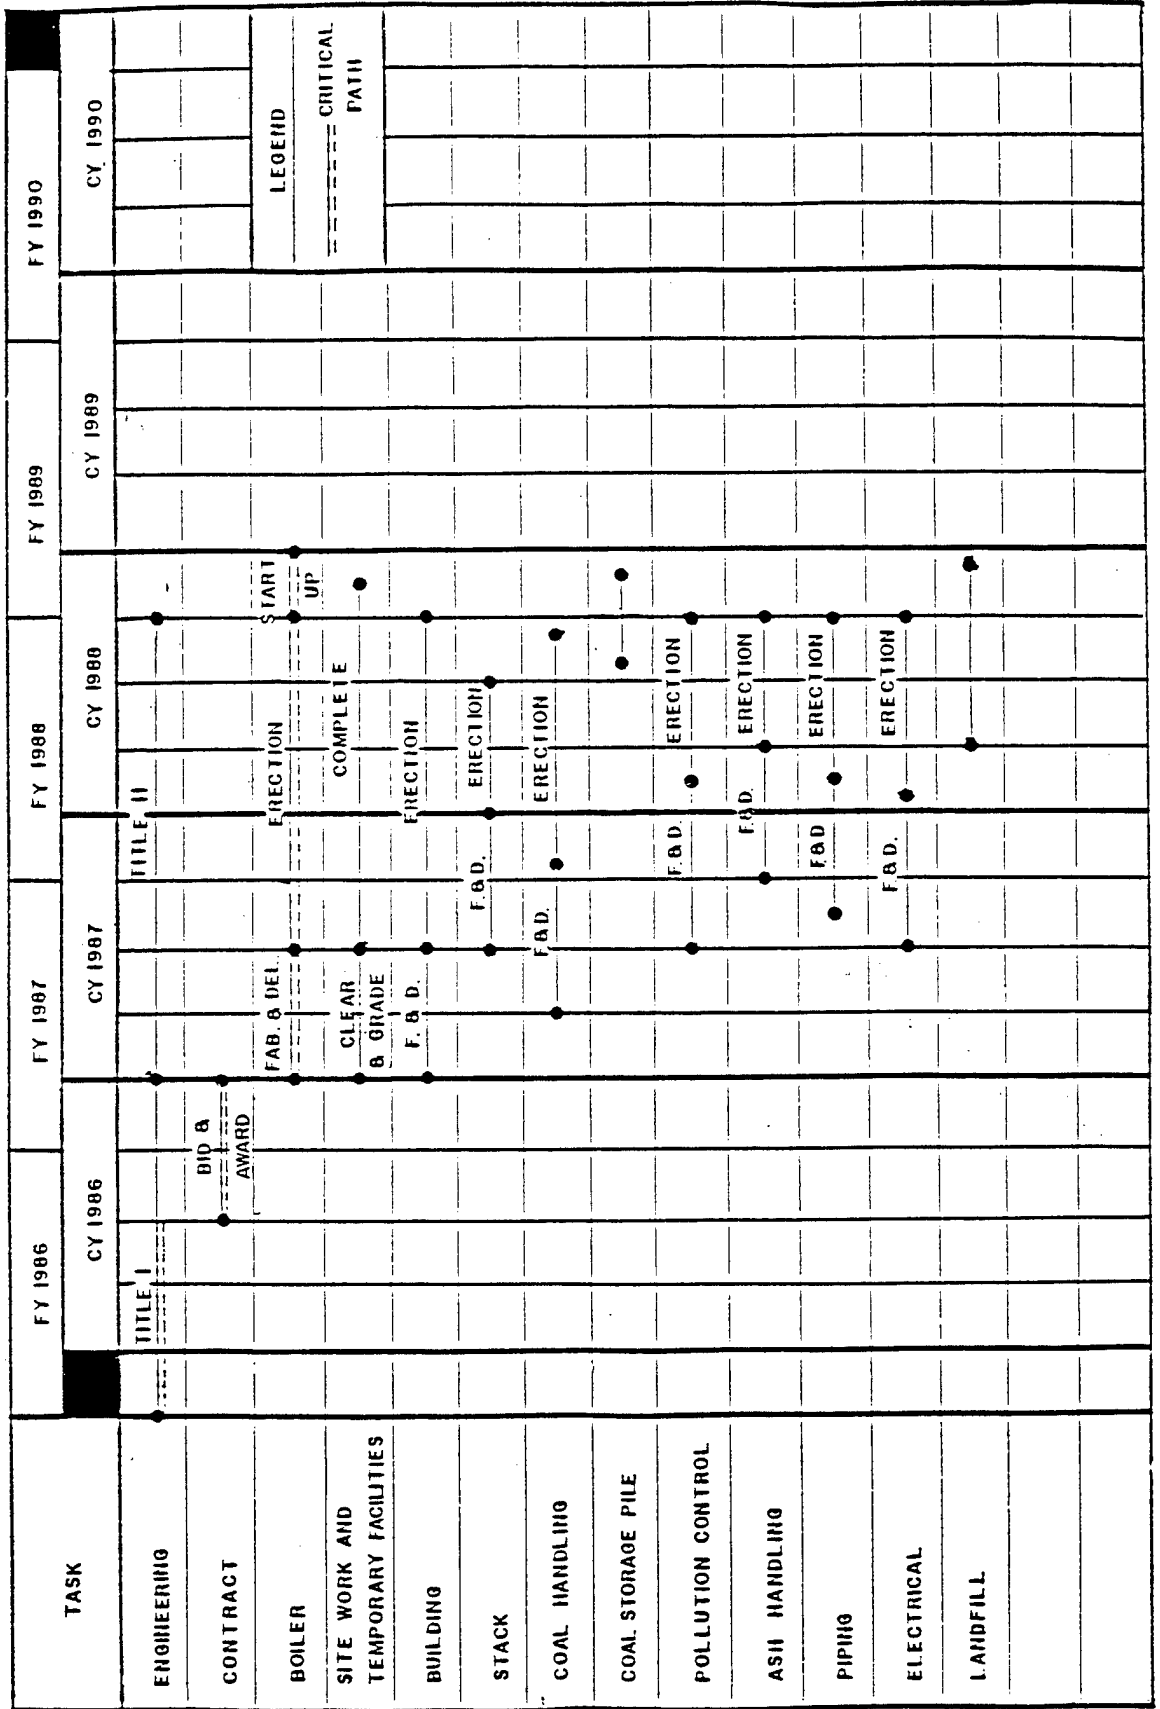 TASK
FY 1986
FY 1987
FY 1988
FY 1989
FY 1990
CY 1986
CY 1987
CY 1988
CY 1989
CY 1990
ENGINEERING
TITLE I
TITLE II
CONTRACT
BID &
AWARD
LEGEND
CRITICAL
PATH
BOILER
FAB. & DEL.
ERECTION
START
UP
SITE WORK AND
TEMPORARY FACILITIES
CLEAR
& GRADE
COMPLETE
BUILDING
F. & D.
ERECTION
STACK
F.& D.
ERECTION
COAL HANDLING
F.& D.
ERECTION
COAL STORAGE PILE
POLLUTION CONTROL
F.& D.
ERECTION
ASH HANDLING
F.& D.
ERECTION
PIPING
F.& D
ERECTION
ELECTRICAL
F.& D.
ERECTION
LANDFILL